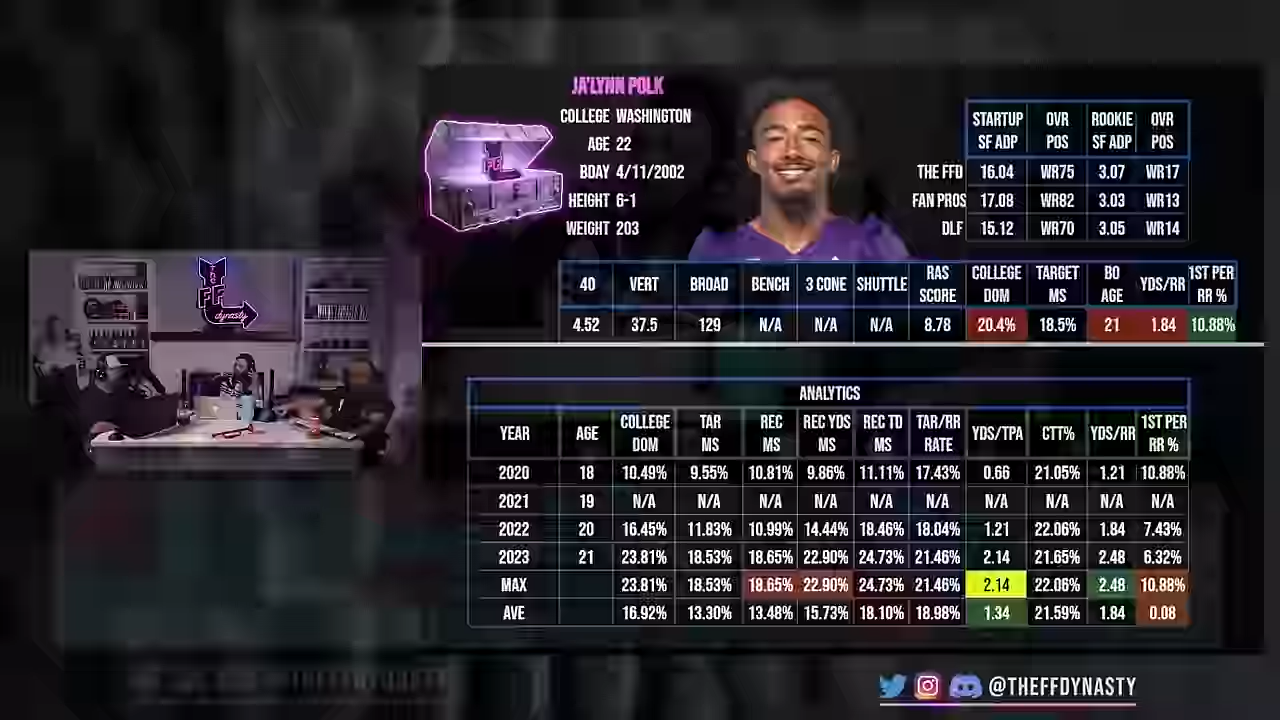 JA'LYNN POLK
COLLEGE WASHINGTON
AGE 22
BDAY 4/11/2002
HEIGHT 6-1
WEIGHT 203
STARTUP SF ADP OVR POS ROOKIE SF ADP OVR POS
THE FFD 16.04 WR75 3.07 WR17
FAN PROS 17.08 WR82 3.03 WR13
DLF 15.12 WR70 3.05 WR14
40 VERT BROAD BENCH 3 CONE SHUTTLE RAS SCORE COLLEGE DOM TARGET MS BO AGE YDS/RR 1ST PER RR %
4.52 37.5 129 N/A N/A N/A 8.78 20.4% 18.5% 21 1.84 10.88%
THE
FF
dynasty
ANALYTICS
YEAR AGE COLLEGE DOM TAR MS REC MS REC YDS MS REC TD MS TAR/RR RATE YDS/TPA CTT% YDS/RR 1ST PER RR %
2020 18 10.49% 9.55% 10.81% 9.86% 11.11% 17.43% 0.66 21.05% 1.21 10.88%
2021 19 N/A N/A N/A N/A N/A N/A N/A N/A N/A N/A
2022 20 16.45% 11.83% 10.99% 14.44% 18.46% 18.04% 1.21 22.06% 1.84 7.43%
2023 21 23.81% 18.53% 18.65% 22.90% 24.73% 21.46% 2.14 21.65% 2.48 6.32%
MAX 23.81% 18.53% 18.65% 22.90% 24.73% 21.46% 2.14 22.06% 2.48 10.88%
AVE 16.92% 13.30% 13.48% 15.73% 18.10% 18.98% 1.34 21.59% 1.84 0.08
@THEFFDYNASTY